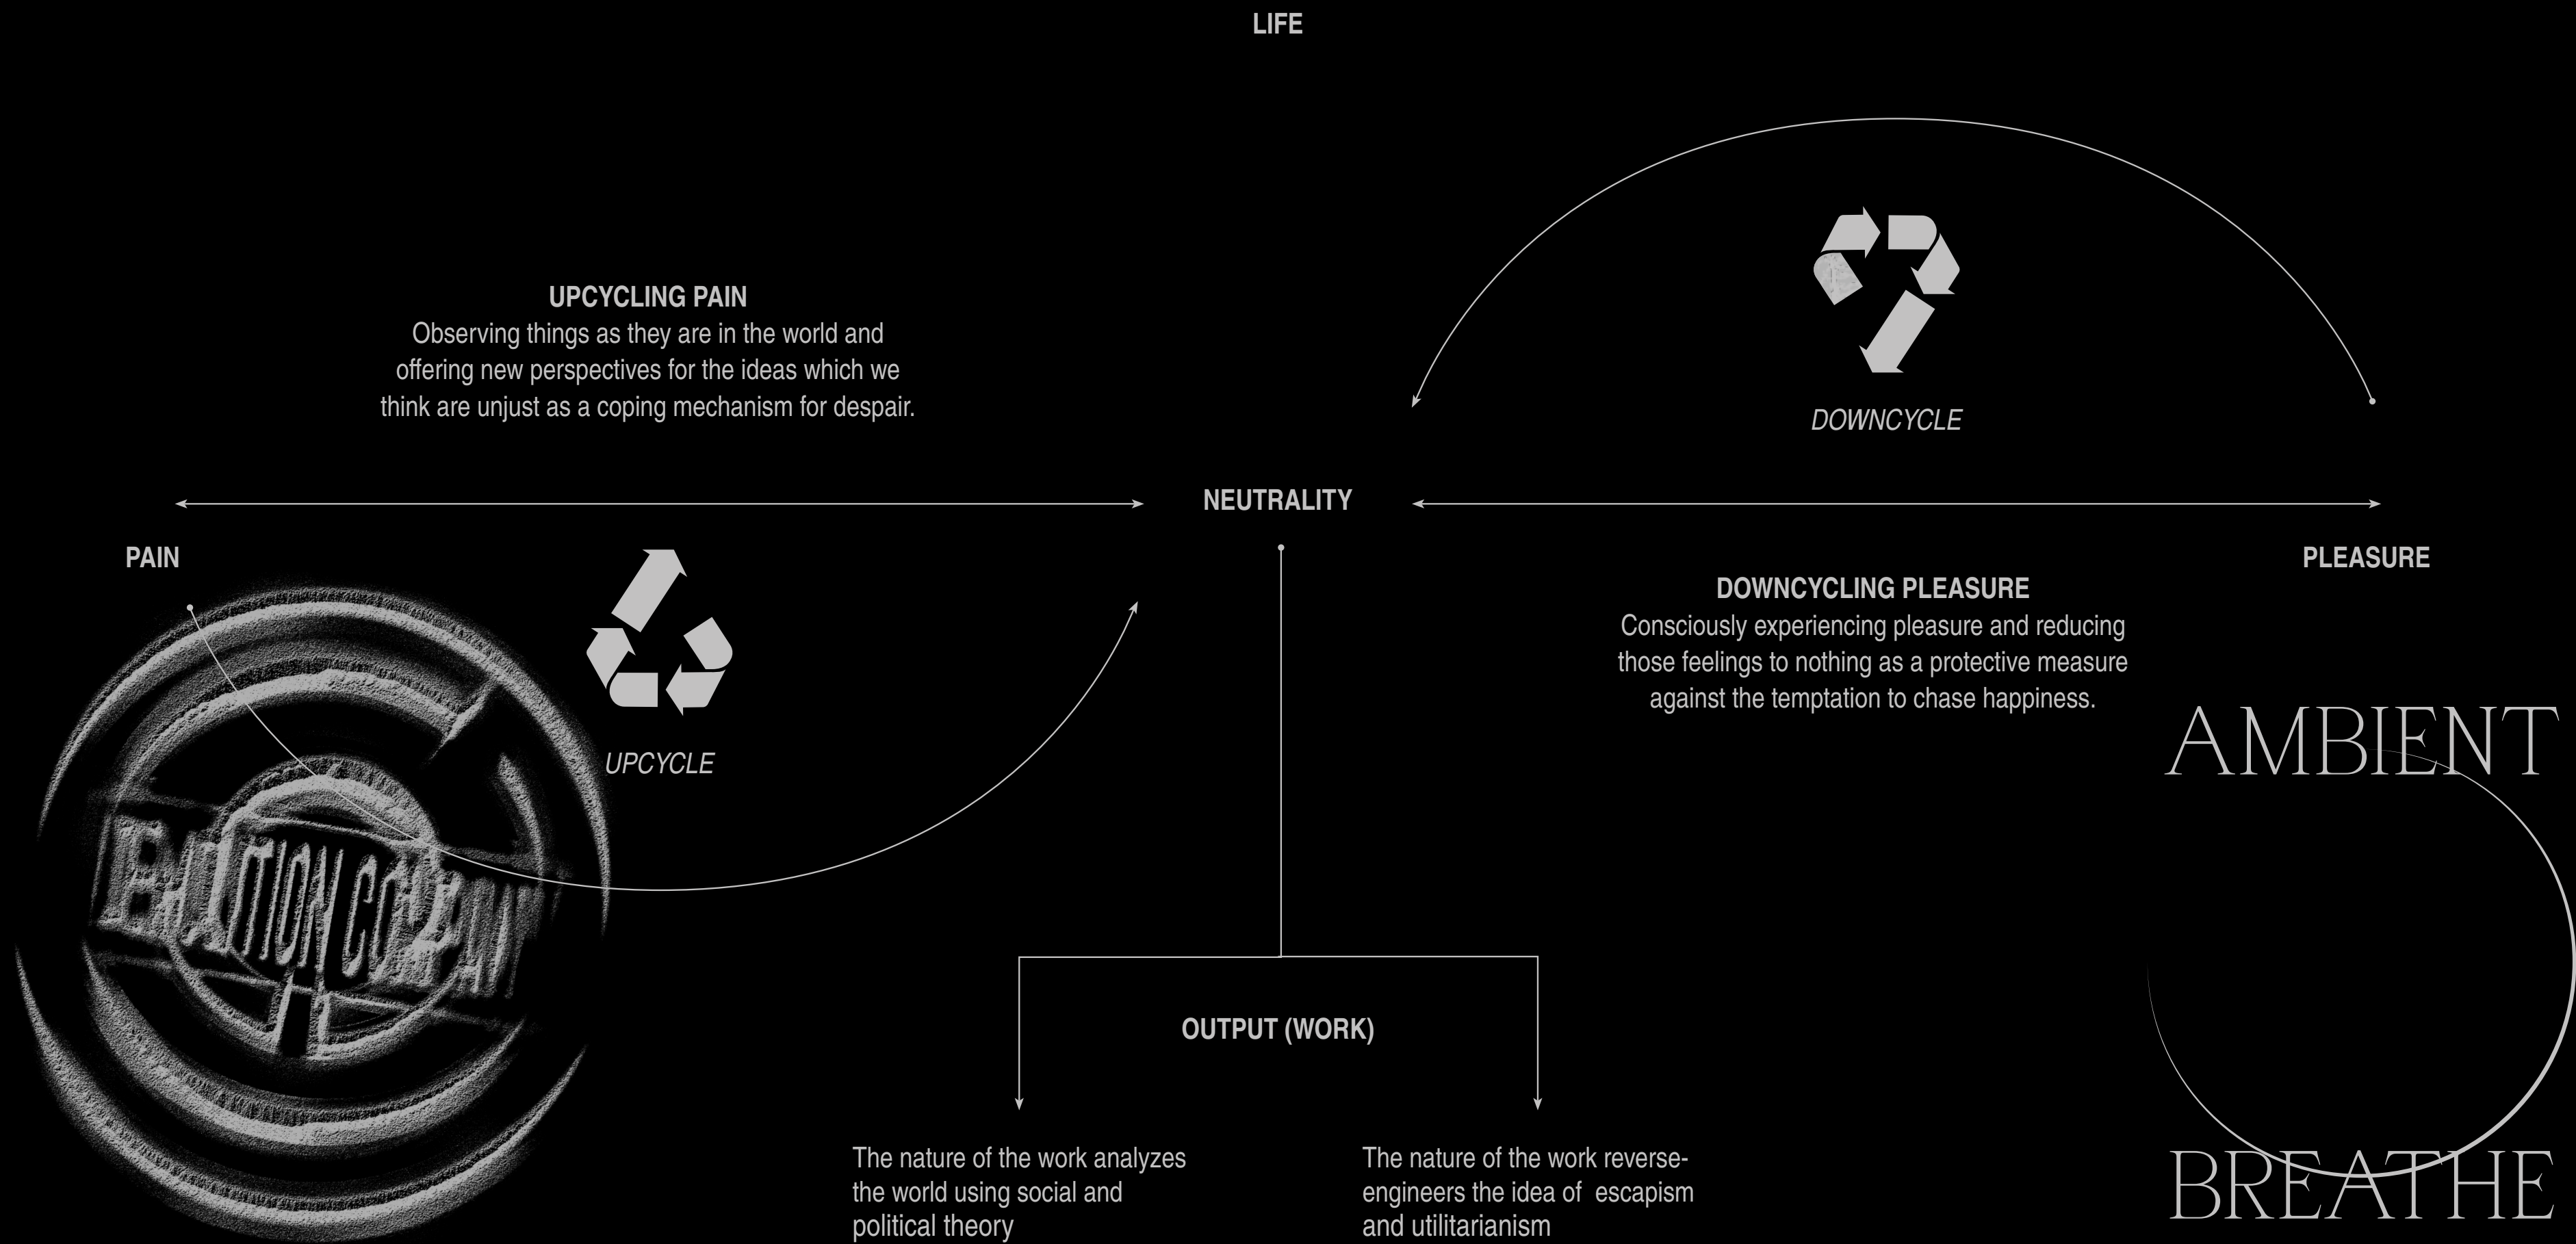 LIFE
UPCYCLING PAIN
Observing things as they are in the world and
offering new perspectives for the ideas which we
think are unjust as a coping mechanism for despair.
DOWNCYCLE
NEUTRALITY
PAIN
PLEASURE
UPCYCLE
DOWNCYCLING PLEASURE
Consciously experiencing pleasure and reducing
those feelings to nothing as a protective measure
against the temptation to chase happiness.
AMBIENT
BREATHE
OUTPUT (WORK)
The nature of the work analyzes
the world using social and
political theory
The nature of the work reverse-
engineers the idea of  escapism
and utilitarianism